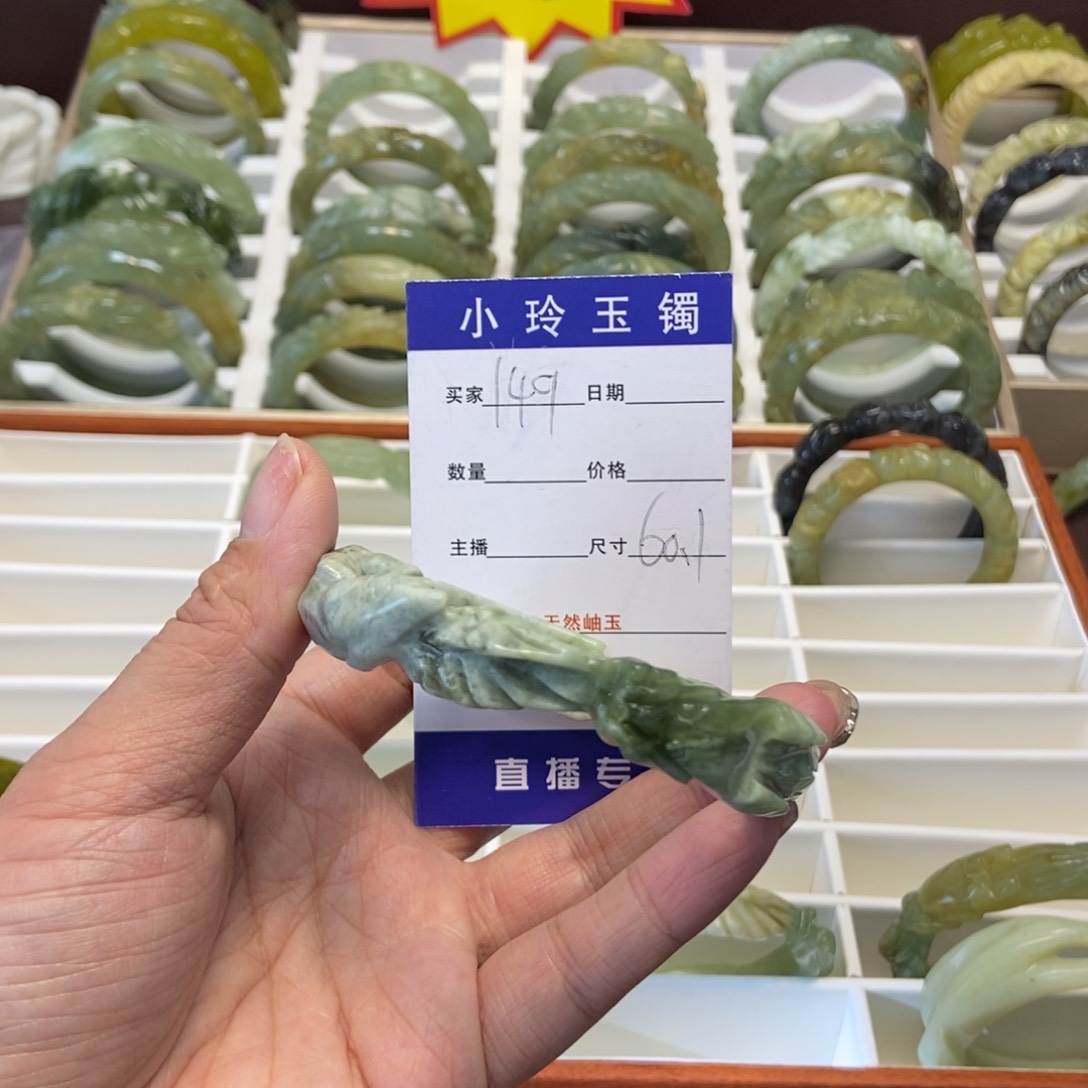 小玲玉镯
买家 149 日期
数量 价格
主播 尺寸 60.1
天然岫玉
直播专